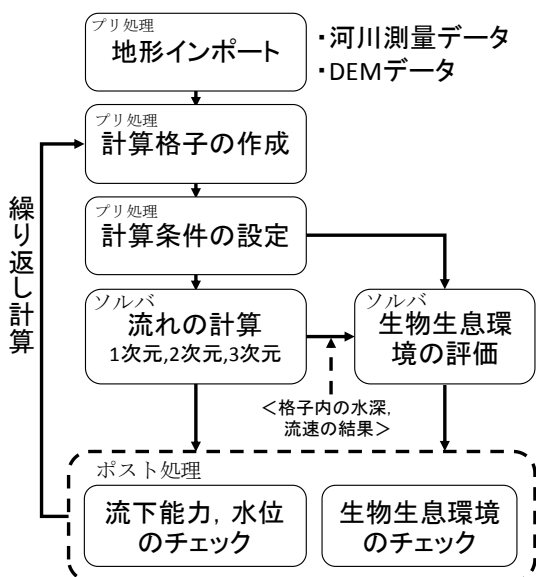 プリ処理
地形インポート
・河川測量データ
・DEMデータ
プリ処理
計算格子の作成
プリ処理
計算条件の設定
繰り返し計算
ソルバ
流れの計算
1次元,2次元,3次元
ソルバ
生物生息環
境の評価
＜格子内の水深,
流速の結果＞
ポスト処理
流下能力，水位
のチェック
生物生息環境
のチェック